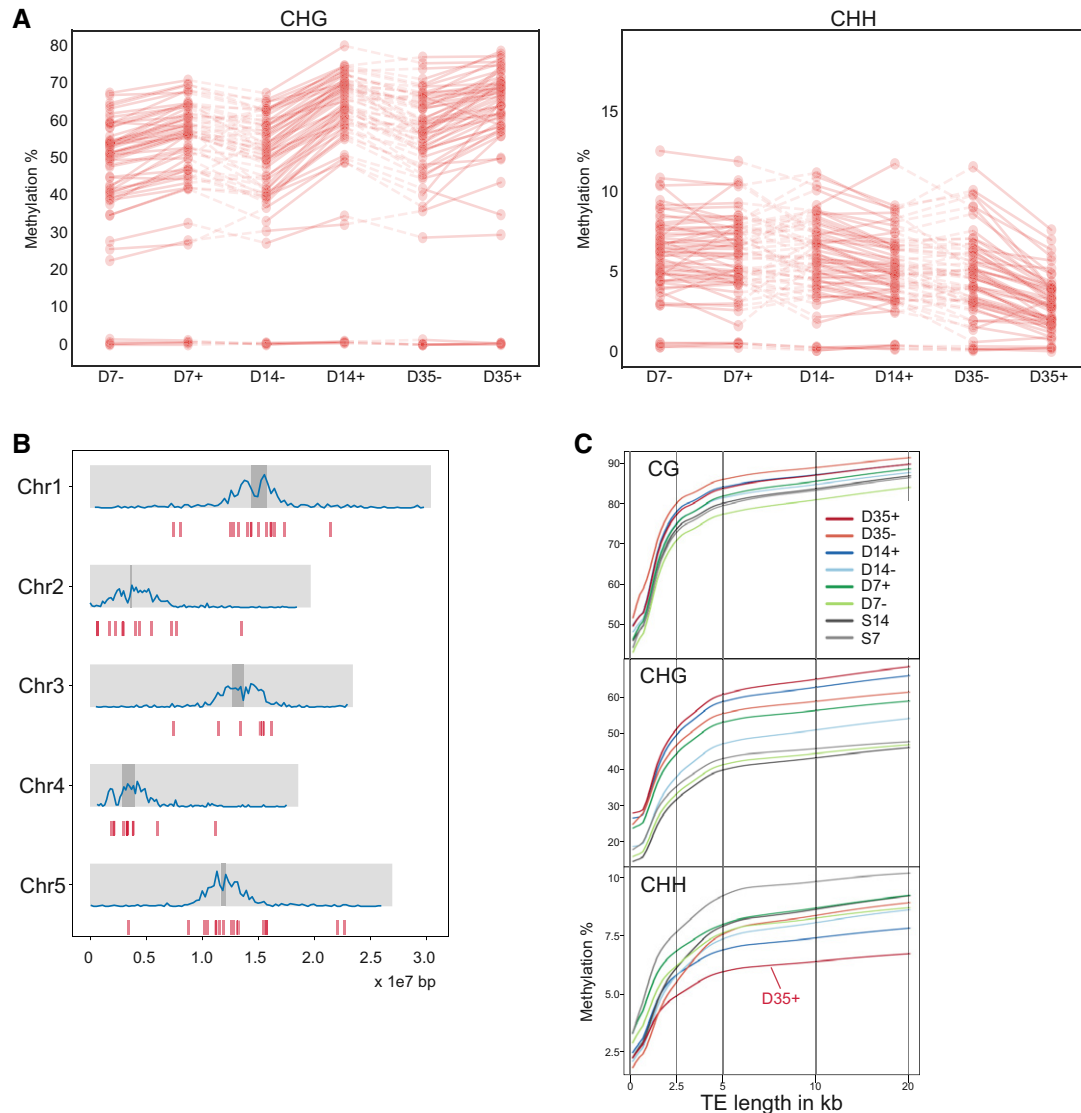 A
CHG
CHH
Methylation %
80
70
60
50
40
30
20
10
0
D7- D7+ D14- D14+ D35- D35+
Methylation %
15
10
5
0
D7- D7+ D14- D14+ D35- D35+
B
Chr1
Chr2
Chr3
Chr4
Chr5
0 0.5 1.0 1.5 2.0 2.5 3.0
x 1e7 bp
C
CG
90
80
70
60
50
D35+
D35-
D14+
D14-
D7+
D7-
S14
S7
CHG
60
50
40
30
20
CHH
10
7.5
5.0
2.5
Methylation %
D35+
0 2.5 5 10 20
TE length in kb